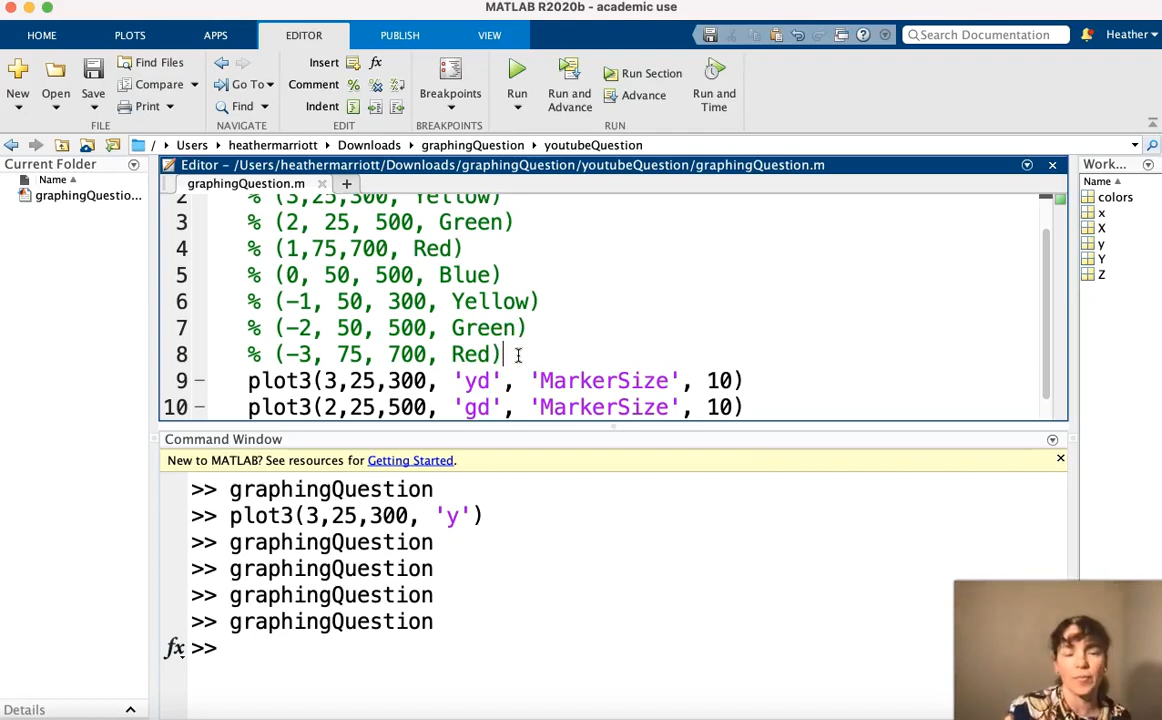 MATLAB R2020b - academic use
HOME PLOTS APPS EDITOR PUBLISH VIEW Search Documentation Heather
New Open Save Find Files Compare Print
FILE
Go To Find
NAVIGATE
Insert fx
Comment %
Indent
EDIT
Breakpoints
BREAKPOINTS
Run Run and Advance Run Section Advance Run and Time
RUN
/ Users heathermarriott Downloads graphingQuestion youtubeQuestion
Current Folder
Name
graphingQuestio...
Editor - /Users/heathermarriott/Downloads/graphingQuestion/youtubeQuestion/graphingQuestion.m
graphingQuestion.m
2 % (3,25,300, Yellow)
3 % (2, 25, 500, Green)
4 % (1,75,700, Red)
5 % (0, 50, 500, Blue)
6 % (-1, 50, 300, Yellow)
7 % (-2, 50, 500, Green)
8 % (-3, 75, 700, Red)
9 - plot3(3,25,300, 'yd', 'MarkerSize', 10)
10 - plot3(2,25,500, 'gd', 'MarkerSize', 10)
Work...
Name
colors
x
X
y
Y
Z
Command Window
New to MATLAB? See resources for Getting Started.
>> graphingQuestion
>> plot3(3,25,300, 'y')
>> graphingQuestion
>> graphingQuestion
>> graphingQuestion
>> graphingQuestion
fx >>
Details